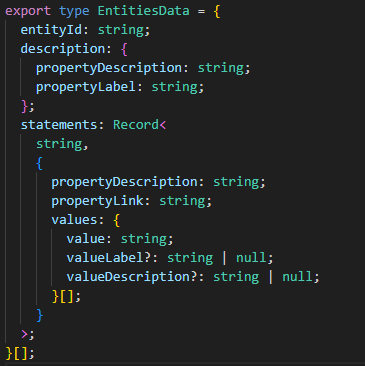 export type EntitiesData = {
  entityId: string;
  description: {
    propertyDescription: string;
    propertyLabel: string;
  };
  statements: Record<
    string,
    {
      propertyDescription: string;
      propertyLink: string;
      values: {
        value: string;
        valueLabel?: string | null;
        valueDescription?: string | null;
      }[];
    }
  >;
}[];